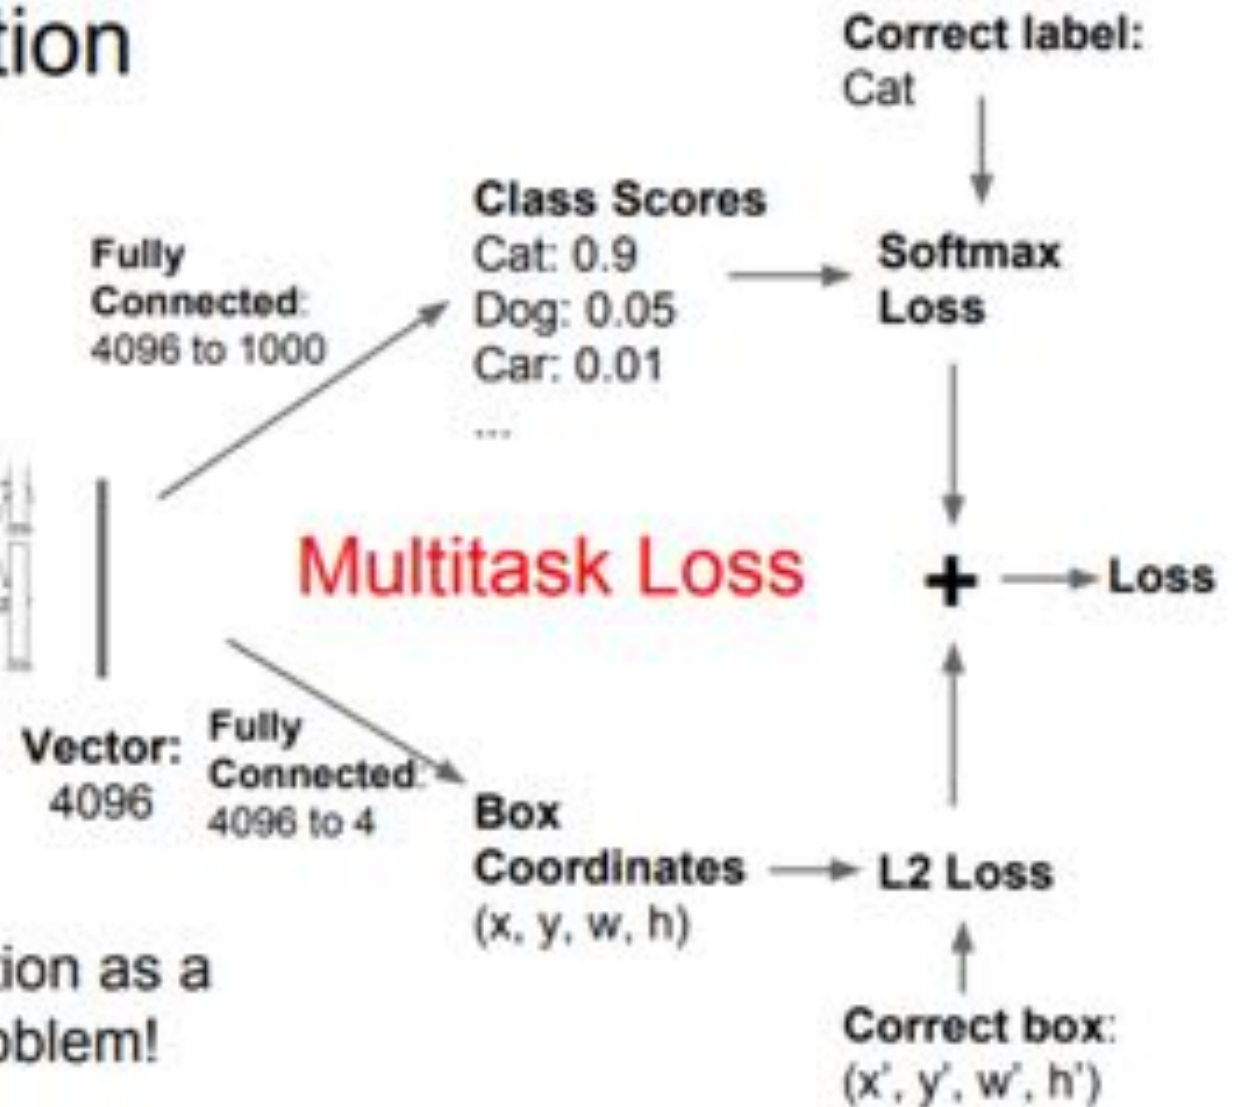 tion
Correct label:
Cat
Class Scores
Cat: 0.9
Dog: 0.05
Car: 0.01
...
Softmax
Loss
Fully
Connected:
4096 to 1000
Multitask Loss
+
Loss
Vector:
4096
Fully
Connected:
4096 to 4
Box
Coordinates
(x, y, w, h)
L2 Loss
tion as a
oblem!
Correct box:
(x', y', w', h')